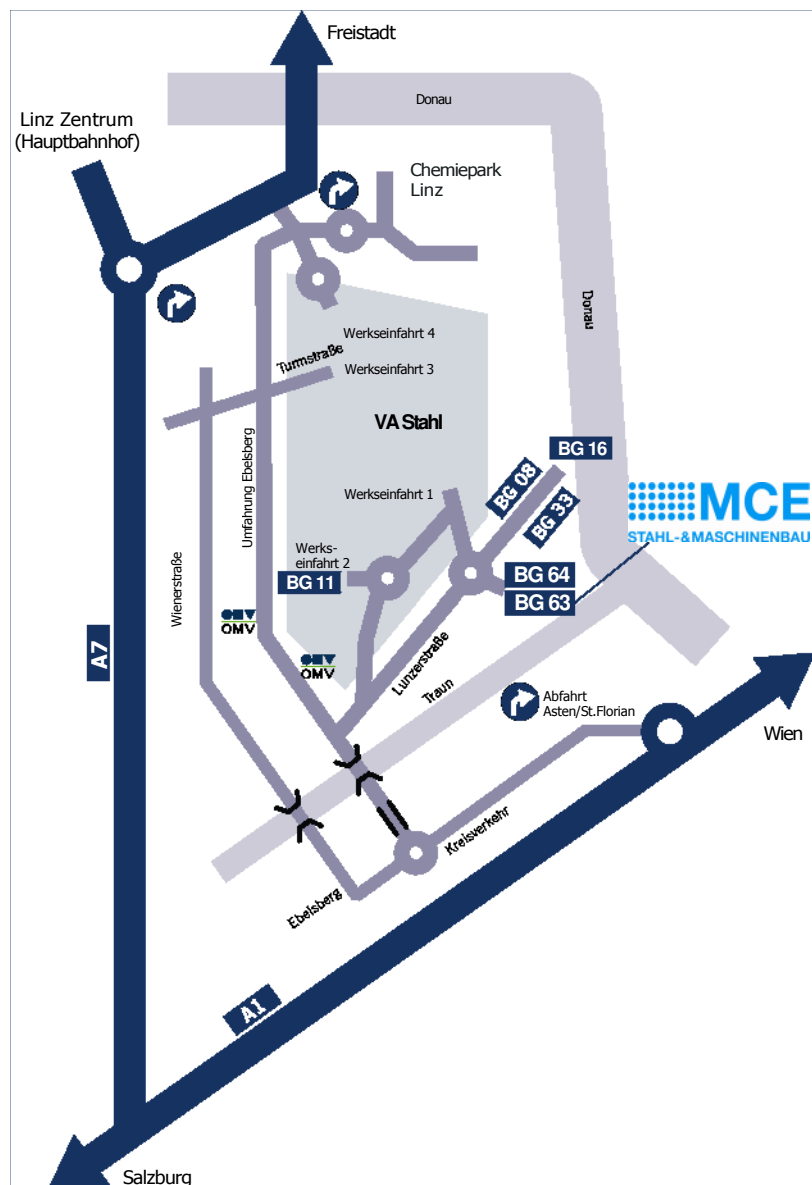 Freistadt
Donau
Linz Zentrum
(Hauptbahnhof)
Chemiepark
Linz
Donau
Werkseinfahrt 4
Turmstraße
Werkseinfahrt 3
VA Stahl
Umfahrung Ebelsberg
BG 16
BG 08
BG 33
Werkseinfahrt 1
MCE
STAHL-&MASCHINENBAU
Werks-
einfahrt 2
BG 11
BG 64
BG 63
Wienerstraße
OMV
OMV
OMV
OMV
Lunzerstraße
Traun
A7
Abfahrt
Asten/St.Florian
Wien
Kreisverkehr
Ebelsberg
A1
Salzburg